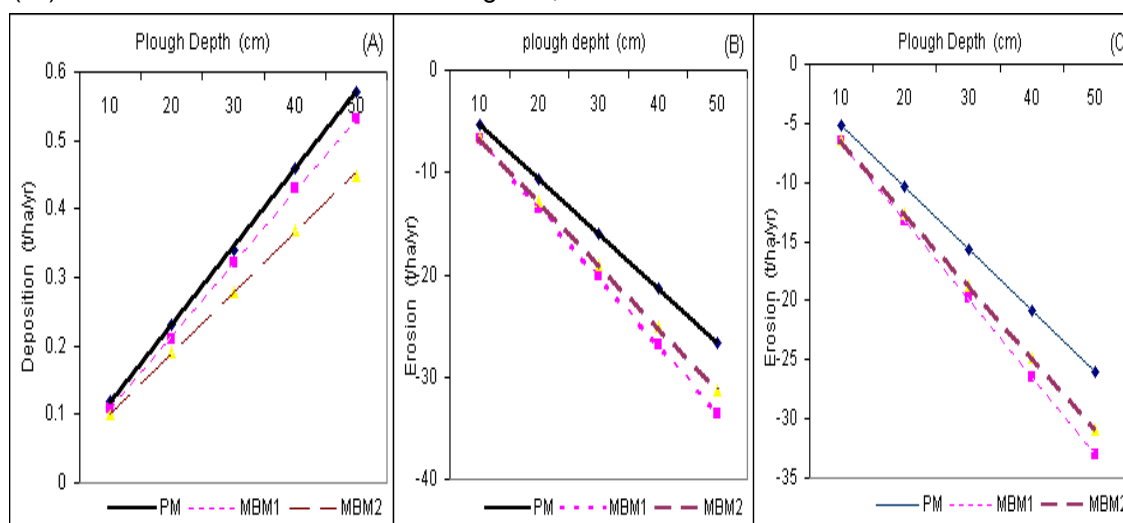 Plough Depth (cm) (A)
0.6
0.5
0.4
0.3
0.2
0.1
0
10 20 30 40 50
Deposition (t/ha/yr)
PM MBM1 MBM2
plough depht (cm) (B)
0
-10
-20
-30
-40
10 20 30 40 50
Erosion (t/ha/yr)
PM MBM1 MBM2
Plough Depth (cm) (C
0
-5
-10
-15
-20
-25
-30
-35
10 20 30 40 50
Erosion (t/ha/yr)
PM MBM1 MBM2